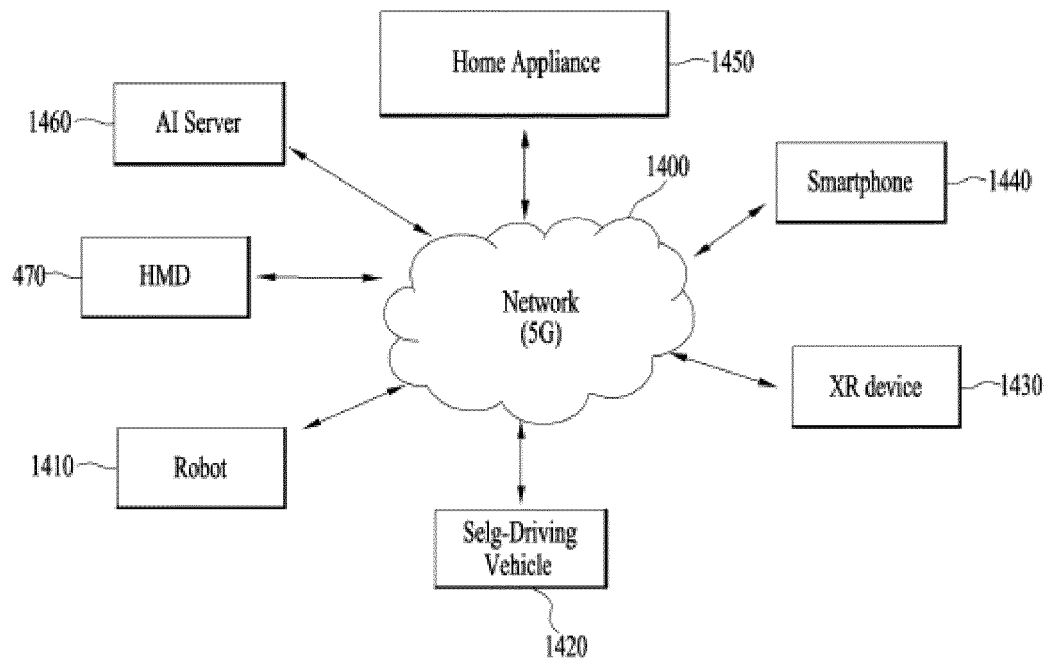 Home Appliance
1450
1460
AI Server
1400
Smartphone
1440
470
HMD
Network
(5G)
XR device
1430
1410
Robot
Selg-Driving
Vehicle
1420